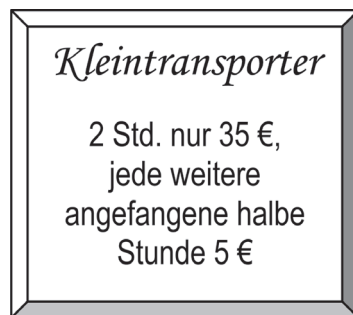 Kleintransporter
2 Std. nur 35 €,
jede weitere
angefangene halbe
Stunde 5 €